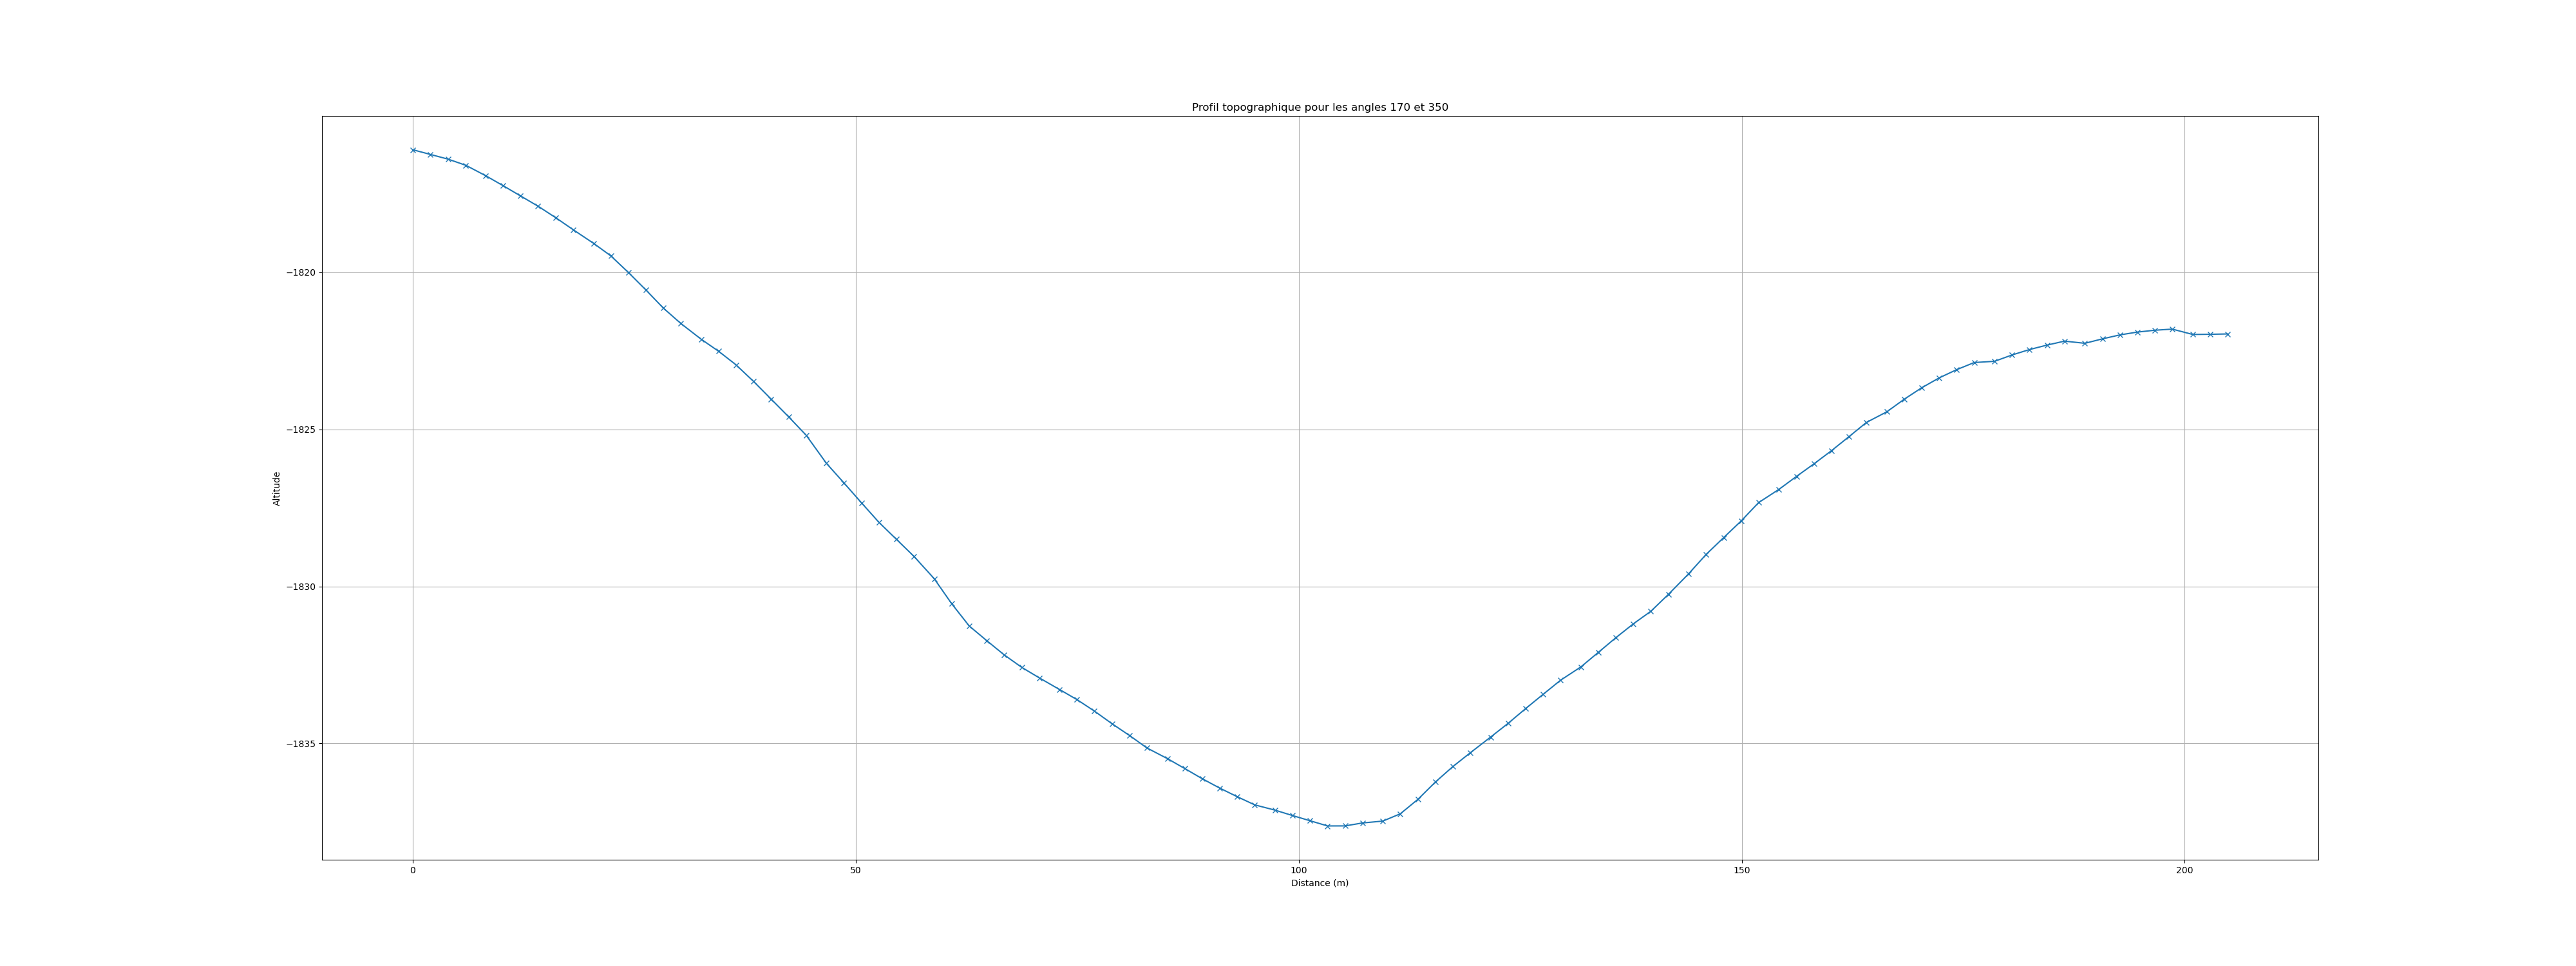 Profil topographique pour les angles 170 et 350
−1820
−1825
−1830
−1835
Altitude
0 50 100 150 200
Distance (m)